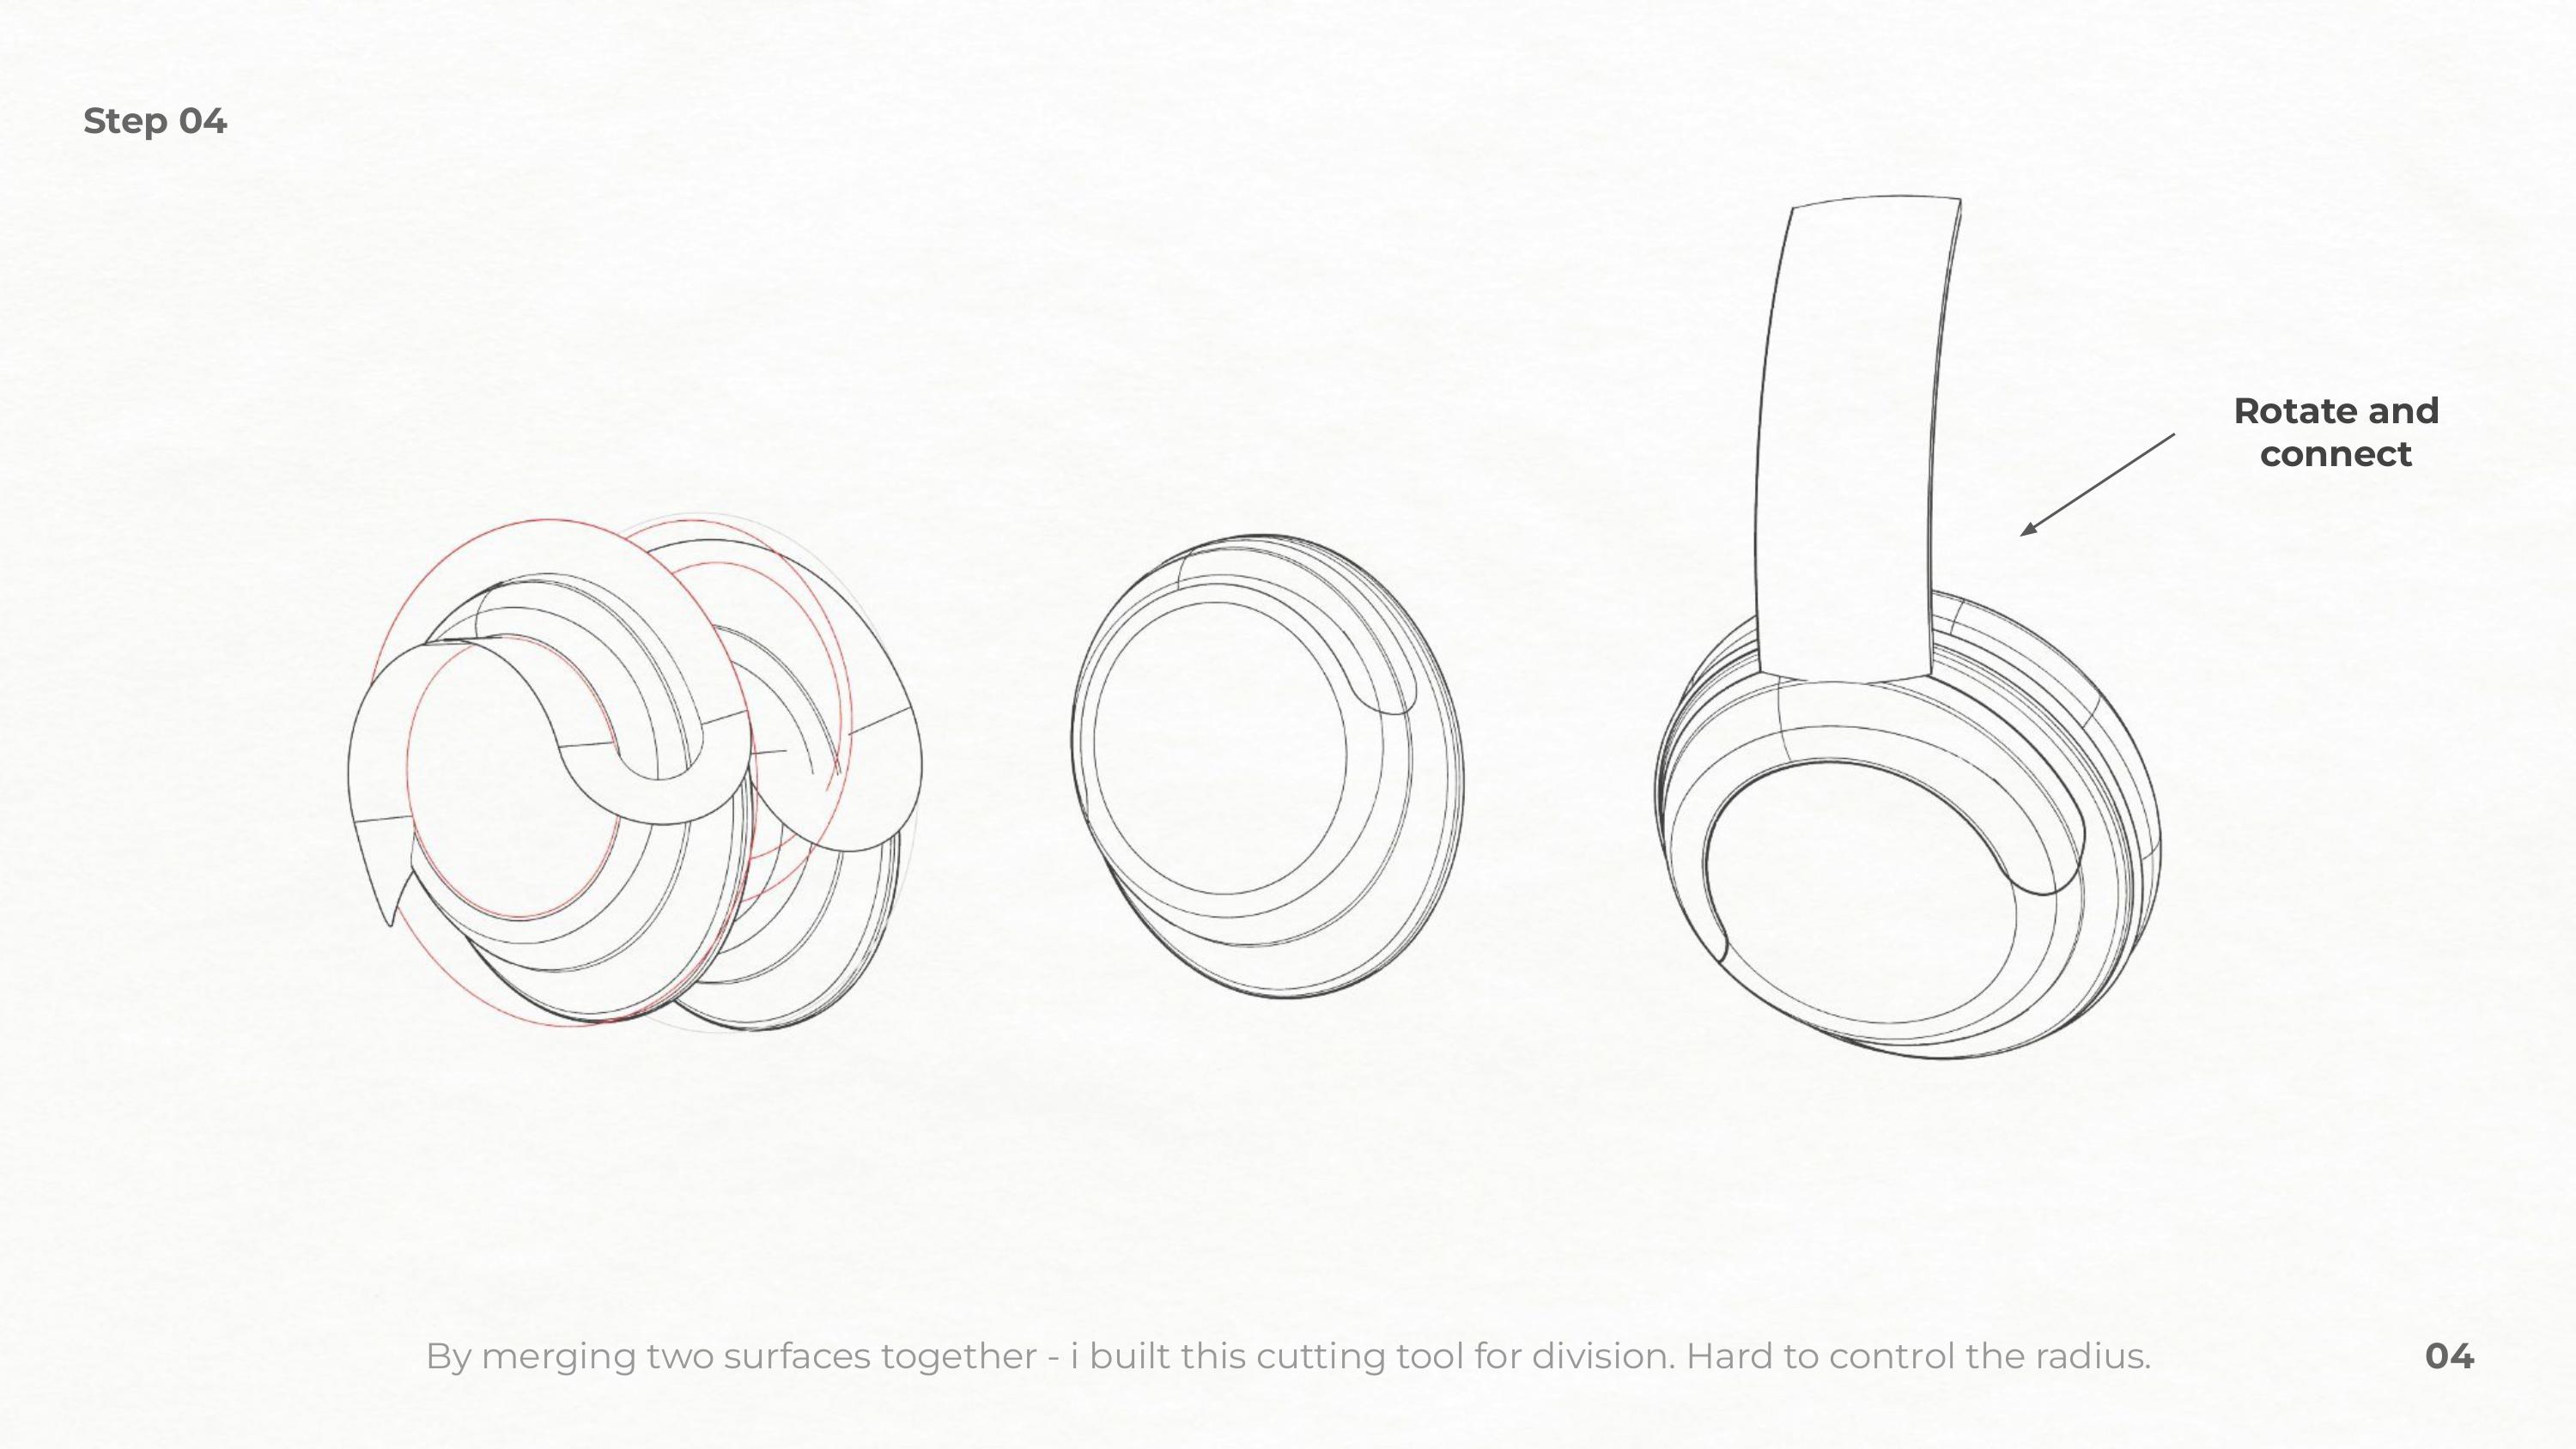 Step 04
Rotate and
connect
By merging two surfaces together - i built this cutting tool for division. Hard to control the radius.
04